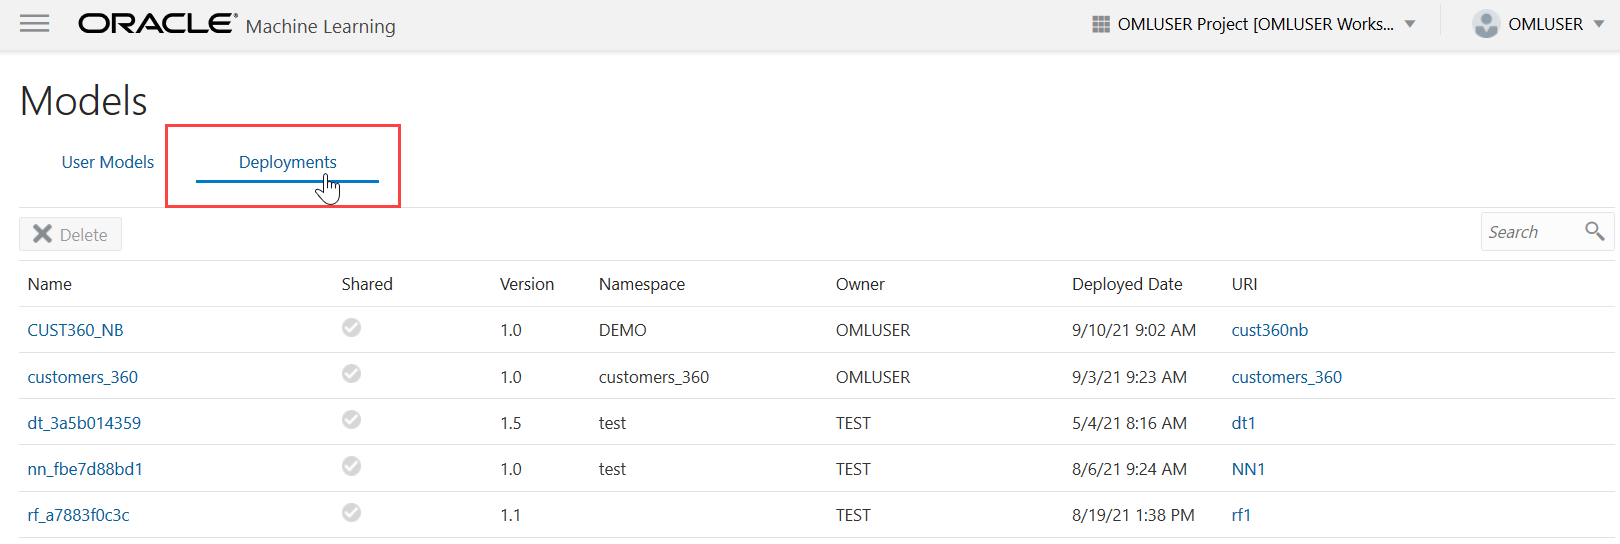 ORACLE® Machine Learning OMLUSER Project [OMLUSER Works... OMLUSER
Models
User Models Deployments
Delete Search
Name Shared Version Namespace Owner Deployed Date URI
CUST360_NB 1.0 DEMO OMLUSER 9/10/21 9:02 AM cust360nb
customers_360 1.0 customers_360 OMLUSER 9/3/21 9:23 AM customers_360
dt_3a5b014359 1.5 test TEST 5/4/21 8:16 AM dt1
nn_fbe7d88bd1 1.0 test TEST 8/6/21 9:24 AM NN1
rf_a7883f0c3c 1.1 TEST 8/19/21 1:38 PM rf1